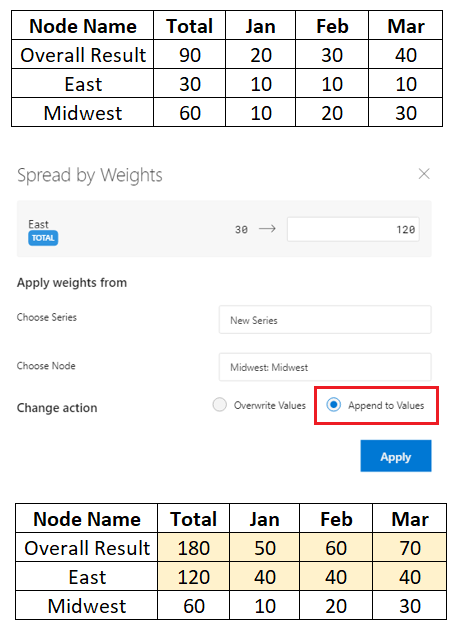 Node Name Total Jan Feb Mar
Overall Result 90 20 30 40
East 30 10 10 10
Midwest 60 10 20 30
Spread by Weights
East
TOTAL
30 → 120
Apply weights from
Choose Series New Series
Choose Node Midwest: Midwest
Change action Overwrite Values Append to Values
Apply
Node Name Total Jan Feb Mar
Overall Result 180 50 60 70
East 120 40 40 40
Midwest 60 10 20 30